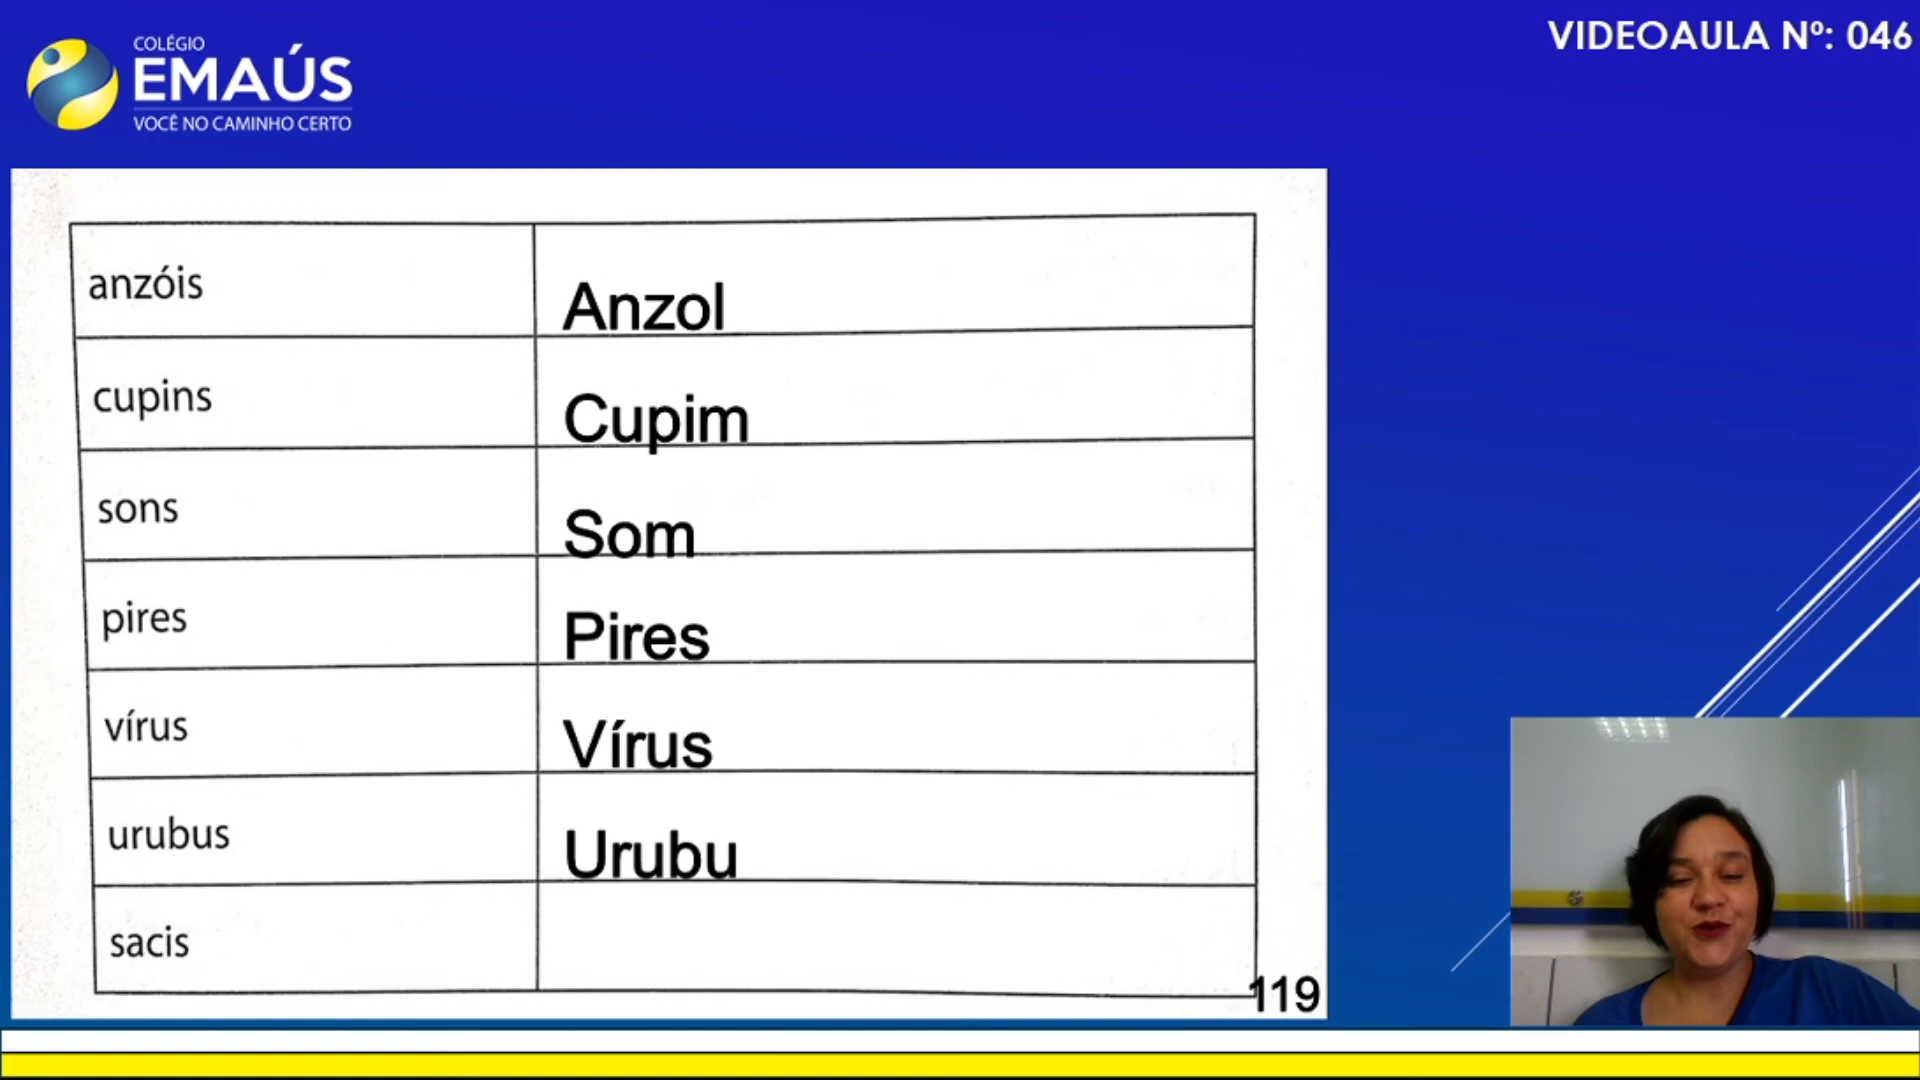 COLÉGIO
EMAÚS
VOCÊ NO CAMINHO CERTO
VIDEOAULA Nº: 046
anzóis Anzol
cupins Cupim
sons Som
pires Pires
vírus Vírus
urubus Urubu
sacis
119